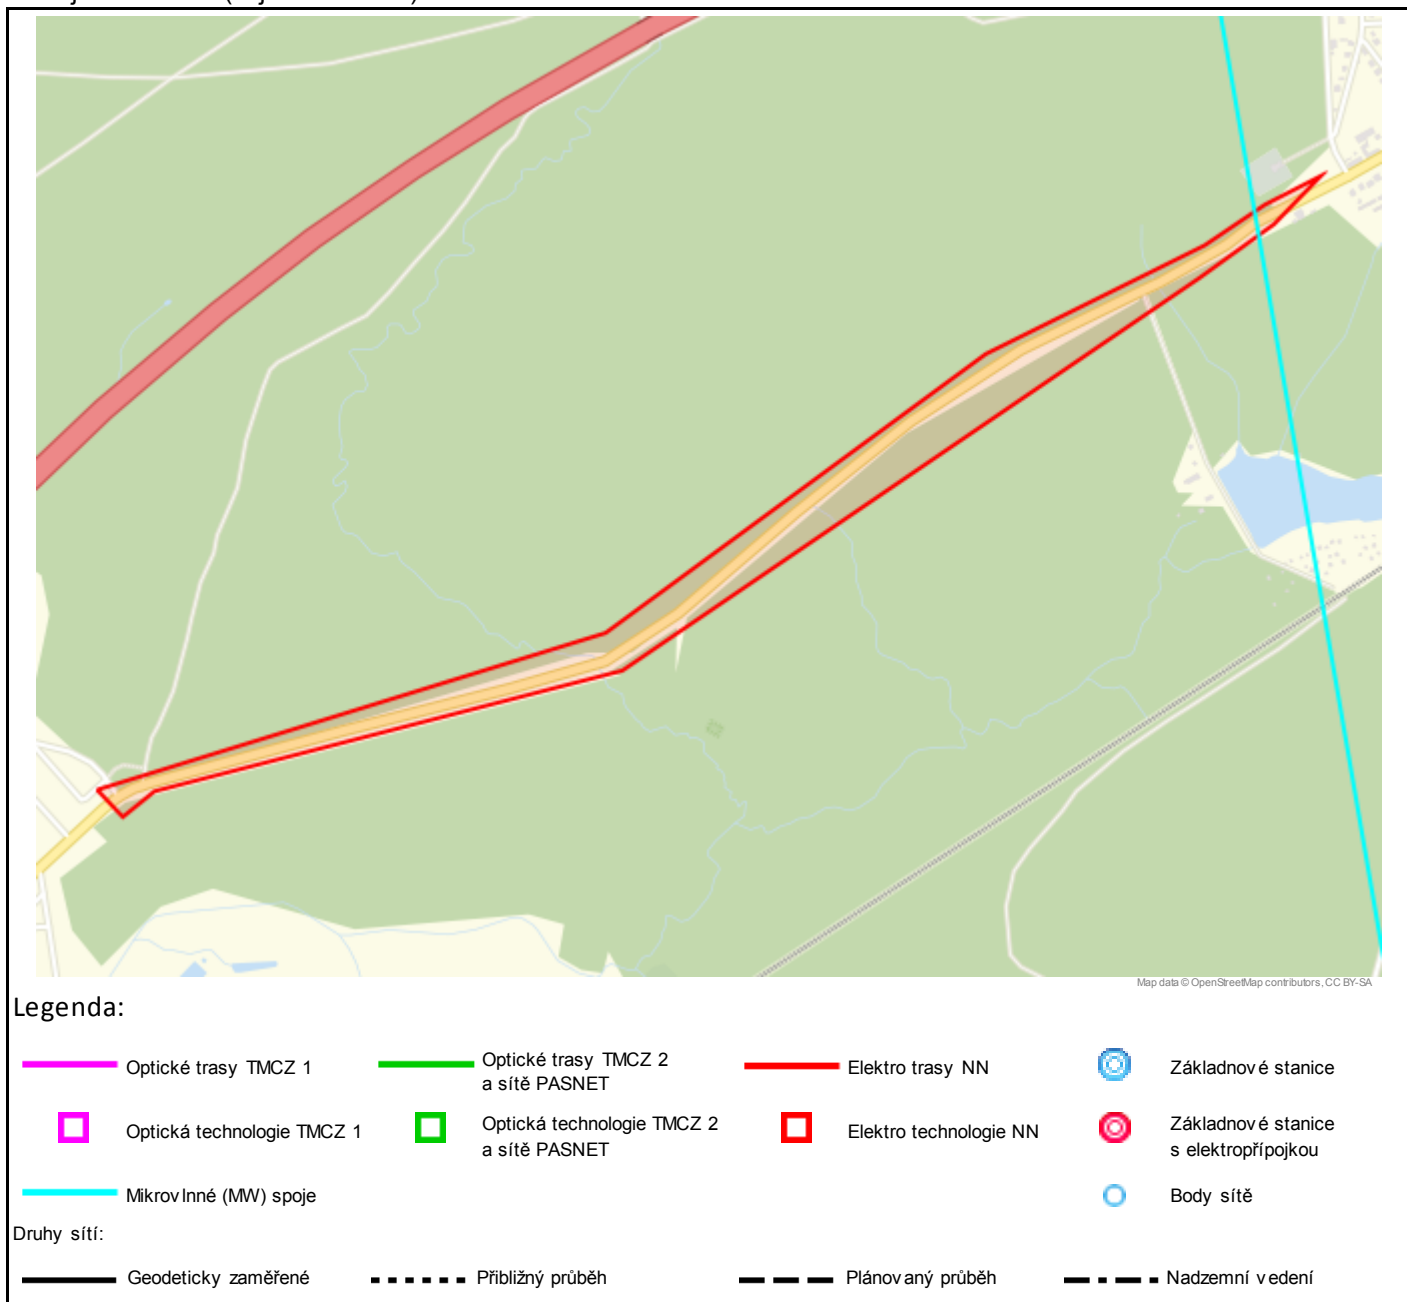 Map data © OpenStreetMap contributors, CC BY-SA
Legenda:
Optické trasy TMCZ 1
Optické trasy TMCZ 2
a sítě PASNET
Elektro trasy NN
Základnové stanice
Optická technologie TMCZ 1
Optická technologie TMCZ 2
a sítě PASNET
Elektro technologie NN
Základnové stanice
s elektropřípojkou
Mikrovlnné (MW) spoje
Body sítě
Druhy sítí:
Geodeticky zaměřené
Přibližný průběh
Plánovaný průběh
Nadzemní vedení